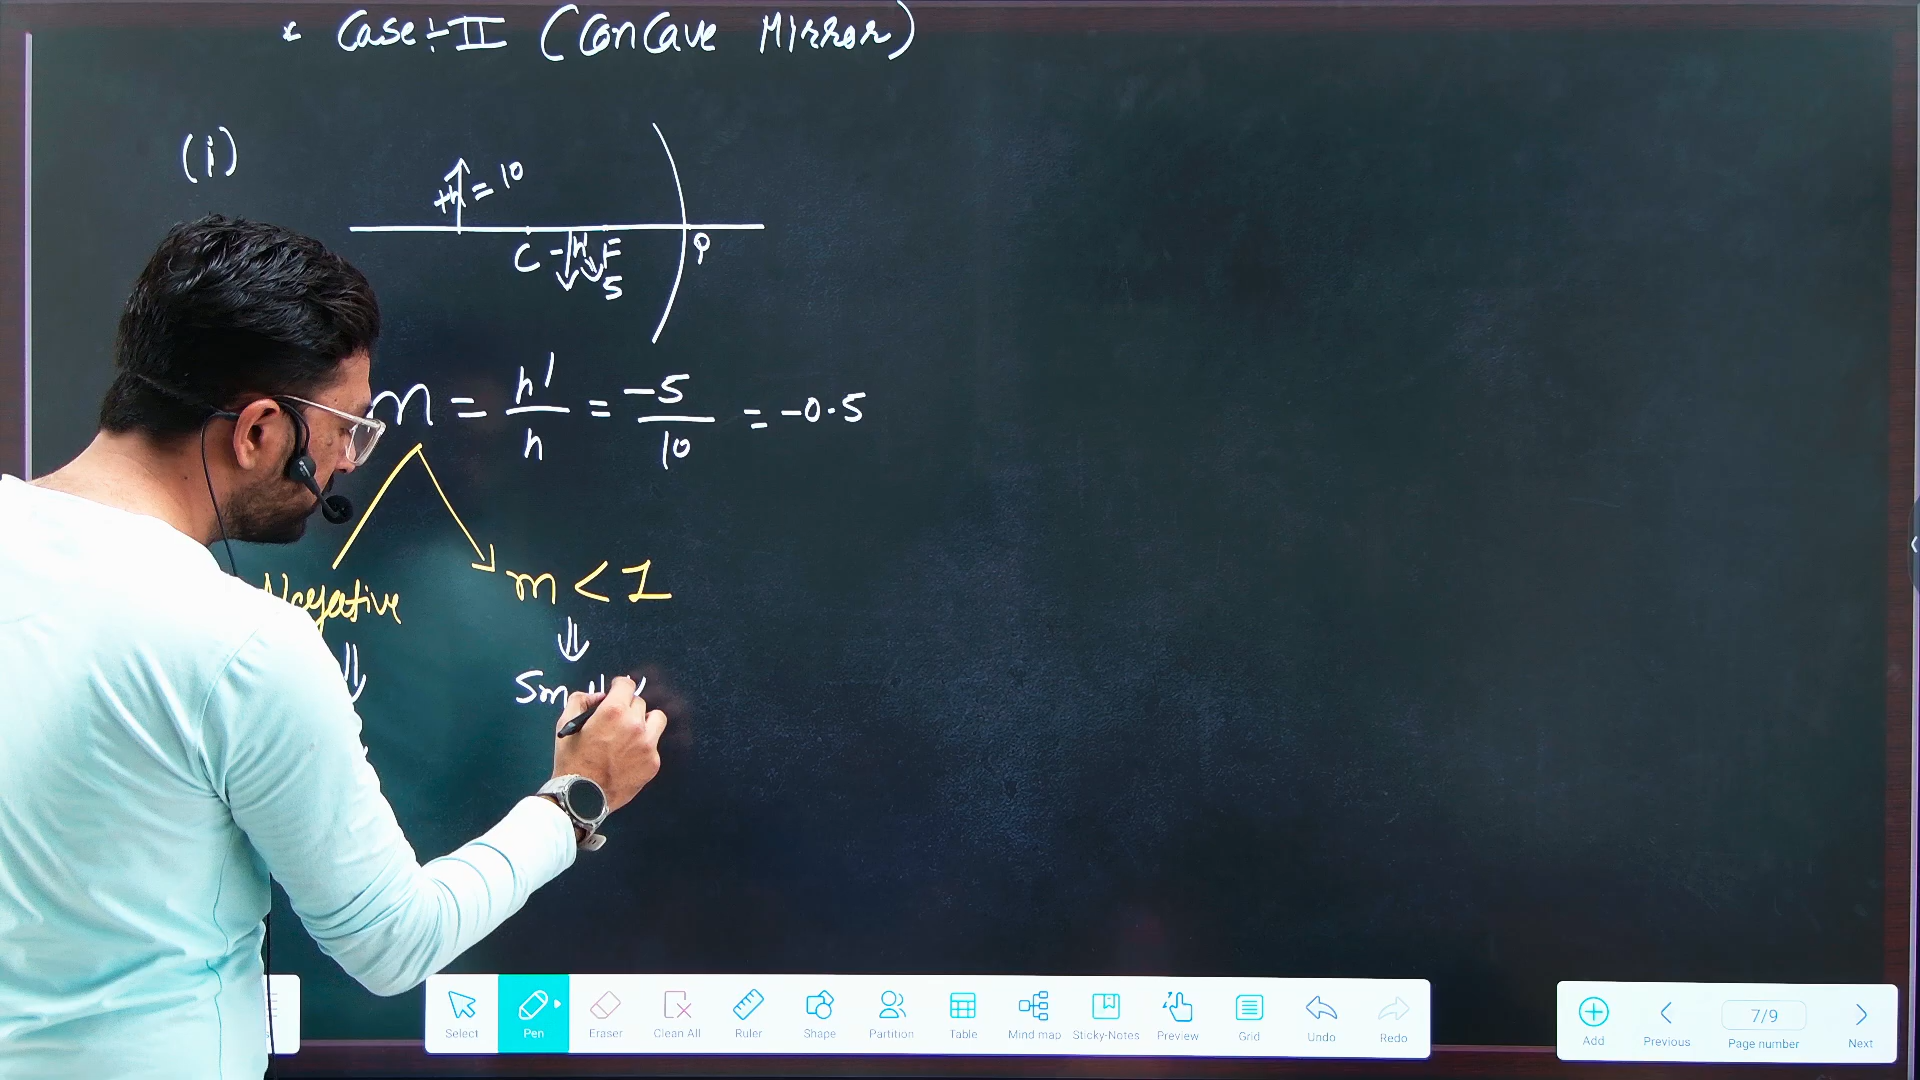 * Case÷II (Concave Mirror)
(i)
+h = 10
C -h' F P
5
m = h'/h = -5/10 = -0.5
Negative m < 1
⇓ ⇓
Select Pen Eraser Clean All Ruler Shape Partition Table Mind map Sticky-Notes Preview Grid Undo Redo
Add Previous 7/9 Page number Next